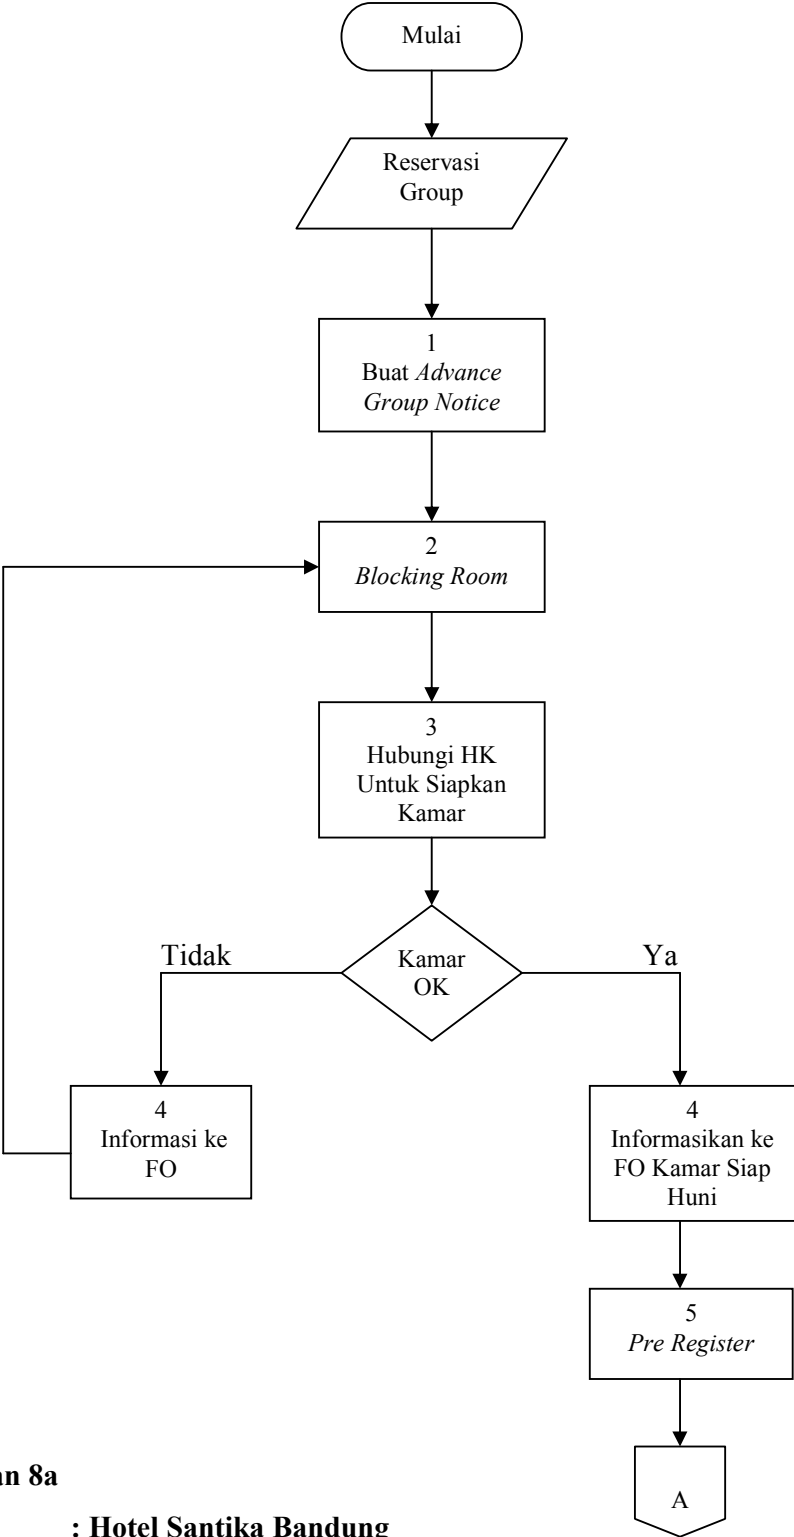 Mulai
Reservasi
Group
1
Buat Advance
Group Notice
2
Blocking Room
3
Hubungi HK
Untuk Siapkan
Kamar
Kamar
OK
Tidak
Ya
4
Informasi ke
FO
4
Informasikan ke
FO Kamar Siap
Huni
5
Pre Register
A
8a
: Hotel Santika Bandung